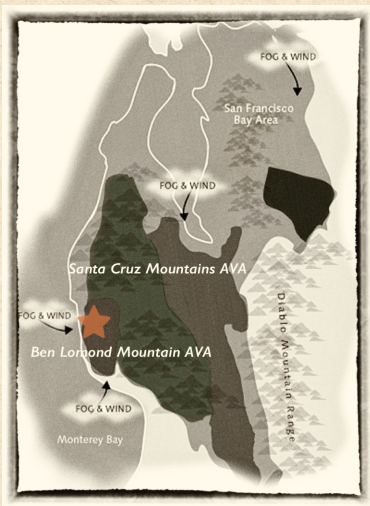 FOG & WIND
San Francisco
Bay Area
FOG & WIND
Santa Cruz Mountains AVA
Diablo Mountain Range
FOG & WIND
Ben Lomond Mountain AVA
FOG & WIND
Monterey Bay